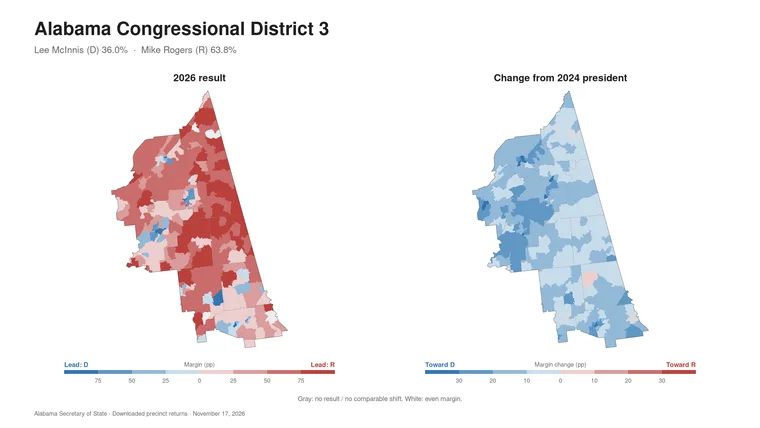 Alabama Congressional District 3
Lee McInnis (D) 36.0% · Mike Rogers (R) 63.8%
2026 result
Change from 2024 president
Lead: D Margin (pp) Lead: R
75 50 25 0 25 50 75
Toward D Margin change (pp) Toward R
30 20 10 0 10 20 30
Gray: no result / no comparable shift. White: even margin.
Alabama Secretary of State · Downloaded precinct returns · November 17, 2026